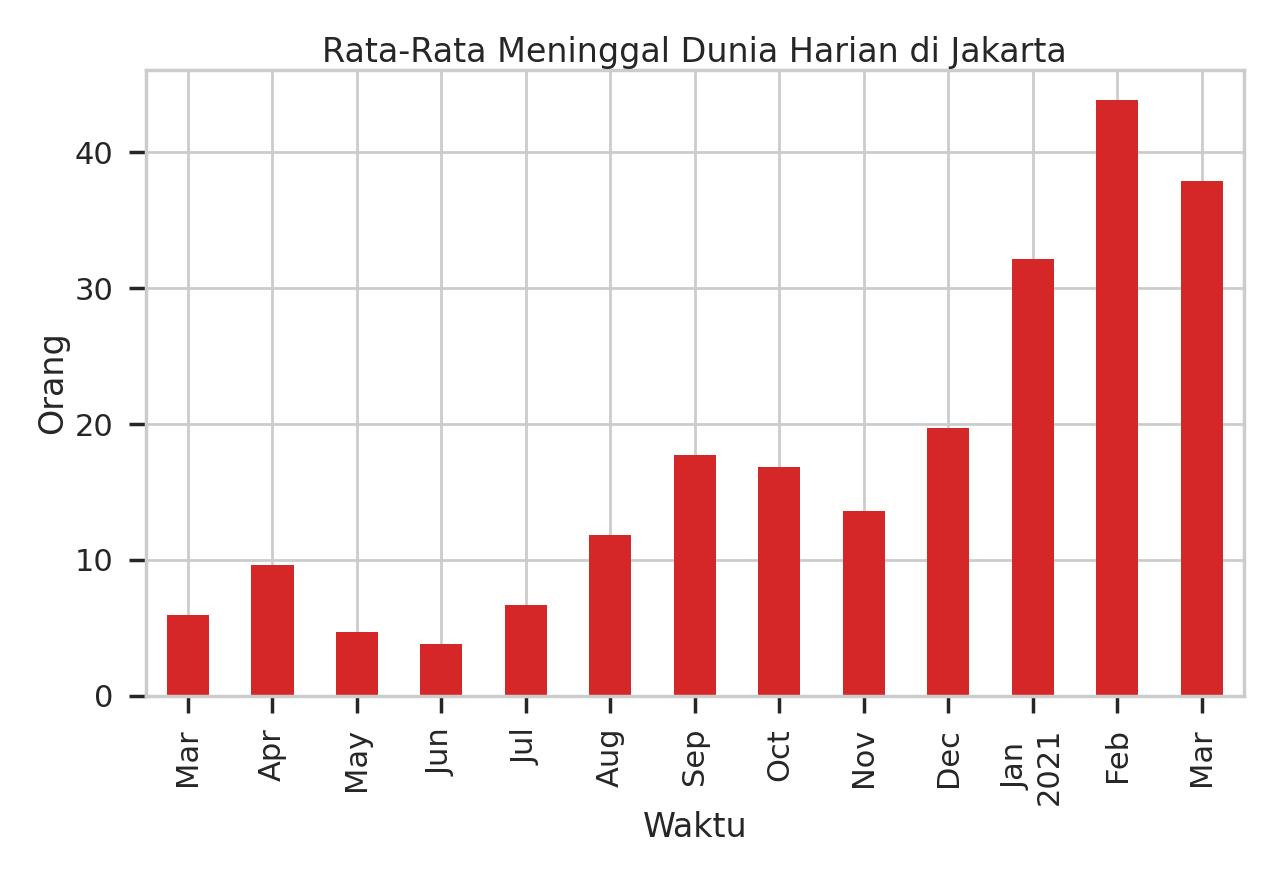 Rata-Rata Meninggal Dunia Harian di Jakarta
Orang
40
30
20
10
0
Mar
Apr
May
Jun
Jul
Aug
Sep
Oct
Nov
Dec
Jan
2021
Feb
Mar
Waktu